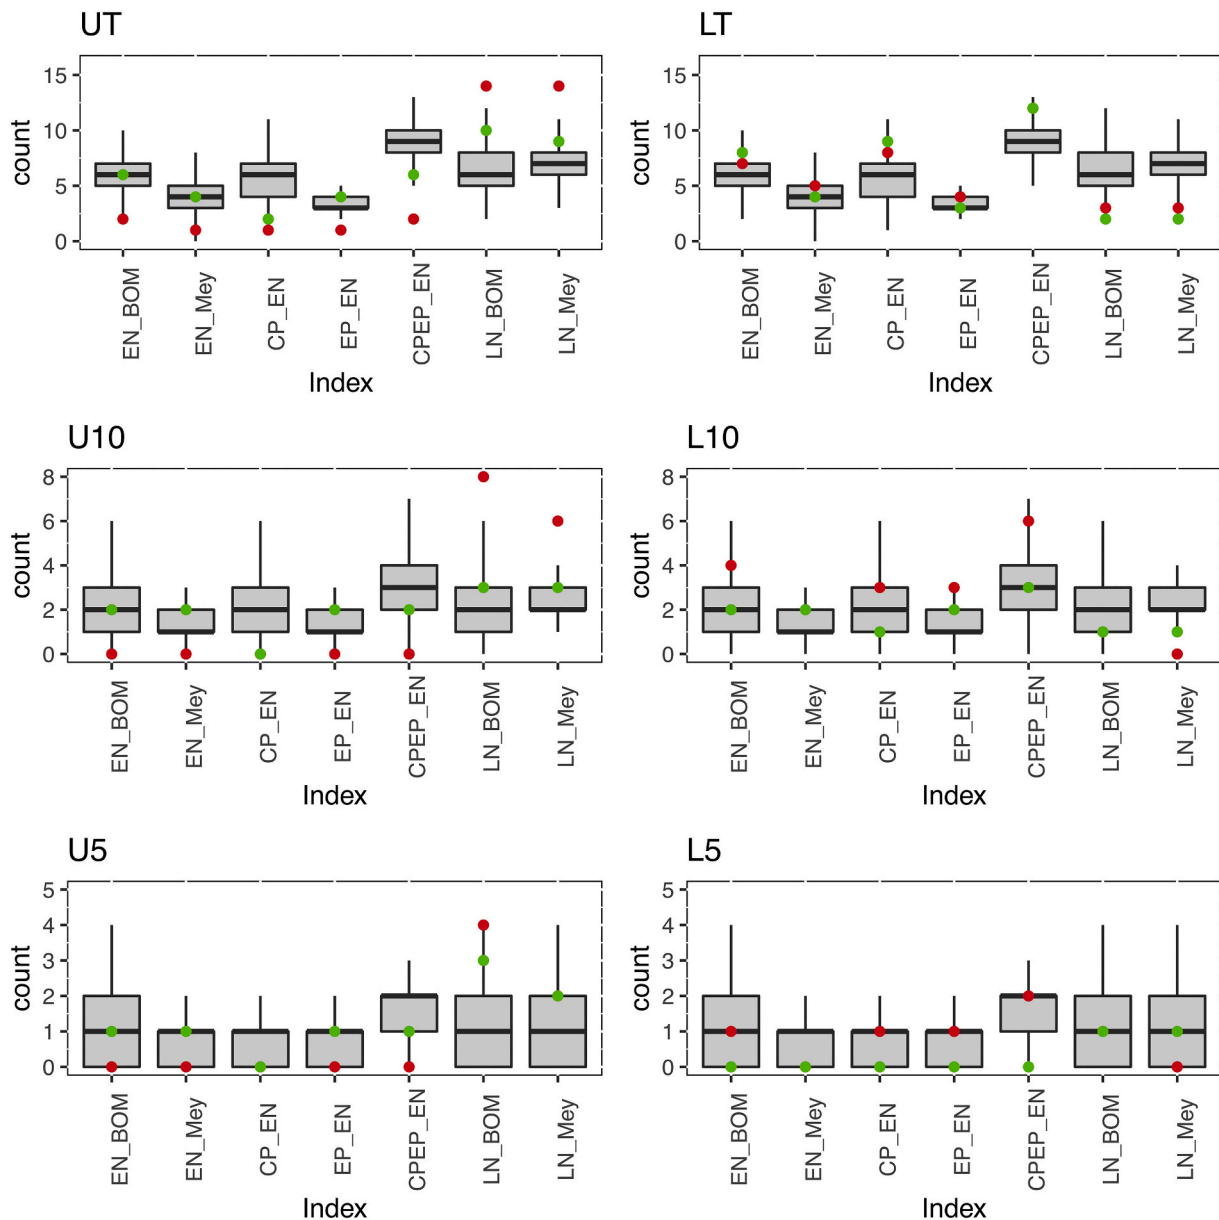 UT
15
10
5
0
count
EN_BOM
EN_Mey
CP_EN
EP_EN
CPEP_EN
LN_BOM
LN_Mey
Index
LT
15
10
5
0
count
EN_BOM
EN_Mey
CP_EN
EP_EN
CPEP_EN
LN_BOM
LN_Mey
Index
U10
8
6
4
2
0
count
EN_BOM
EN_Mey
CP_EN
EP_EN
CPEP_EN
LN_BOM
LN_Mey
Index
L10
8
6
4
2
0
count
EN_BOM
EN_Mey
CP_EN
EP_EN
CPEP_EN
LN_BOM
LN_Mey
Index
U5
5
4
3
2
1
0
count
EN_BOM
EN_Mey
CP_EN
EP_EN
CPEP_EN
LN_BOM
LN_Mey
Index
L5
5
4
3
2
1
0
count
EN_BOM
EN_Mey
CP_EN
EP_EN
CPEP_EN
LN_BOM
LN_Mey
Index